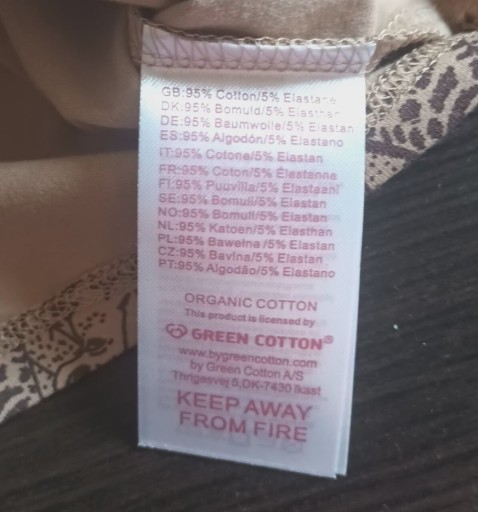 GB:95% Cotton/5% Elastane
DK:95% Bomuld/5% Elasthan
DE:95% Baumwolle/5% Elastan
ES:95% Algodón/5% Elastano
IT:95% Cotone/5% Elastan
FR:95% Coton/5% Élasthanne
FI:95% Puuvilla/5% Elastaani
SE:95% Bomull/5% Elastan
NO:95% Bomull/5% Elastan
NL:95% Katoen/5% Elasthan
PL:95% Bawełna/5% Elastan
CZ:95% Bavlna/5% Elastan
PT:95% Algodão/5% Elastano
ORGANIC COTTON
This product is licensed by
GREEN COTTON®
www.bygreencotton.com
by Green Cotton A/S
Thrigesvej 5,DK-7430 Ikast
KEEP AWAY
FROM FIRE